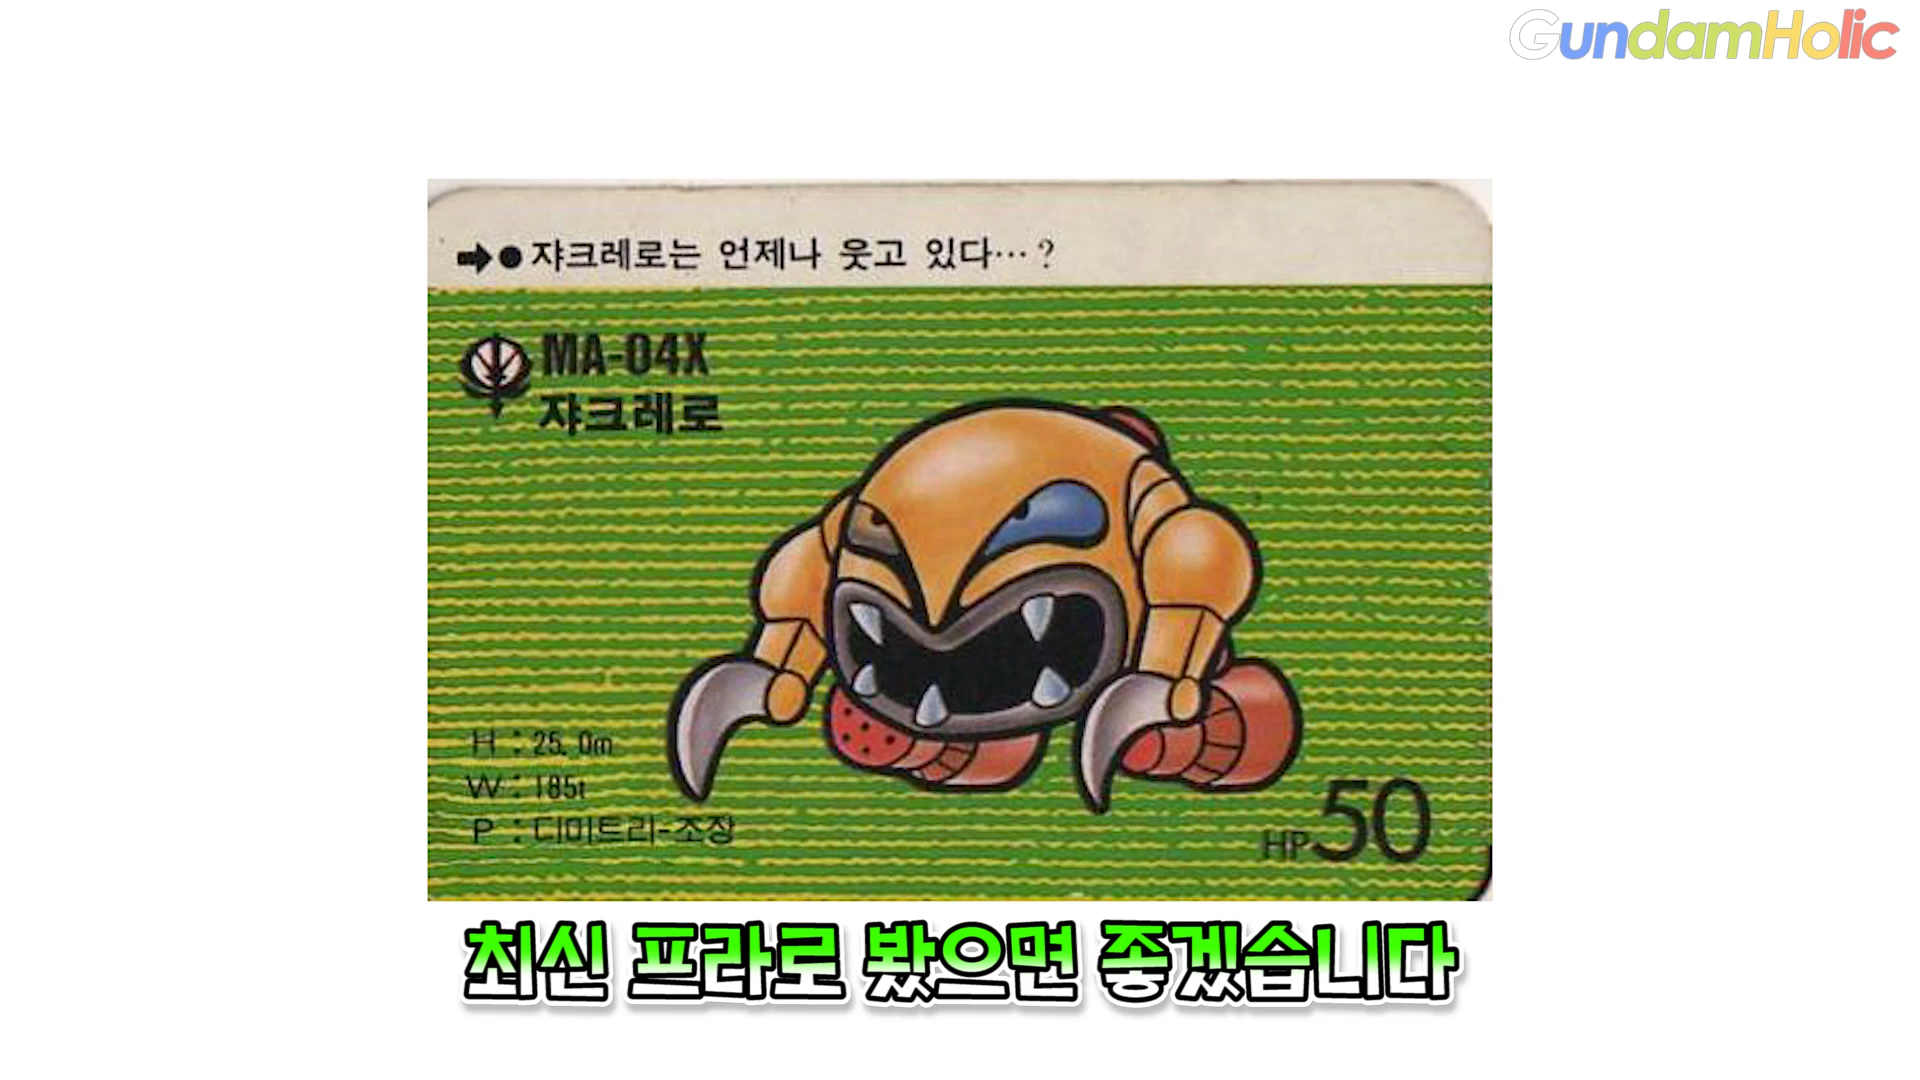 GundamHolic
➡●쟈크레로는 언제나 웃고 있다…?
MA-04X
쟈크레로
H : 25.0m
W : 185t
P : 디미트리-조장
HP 50
최신 프라로 봤으면 좋겠습니다